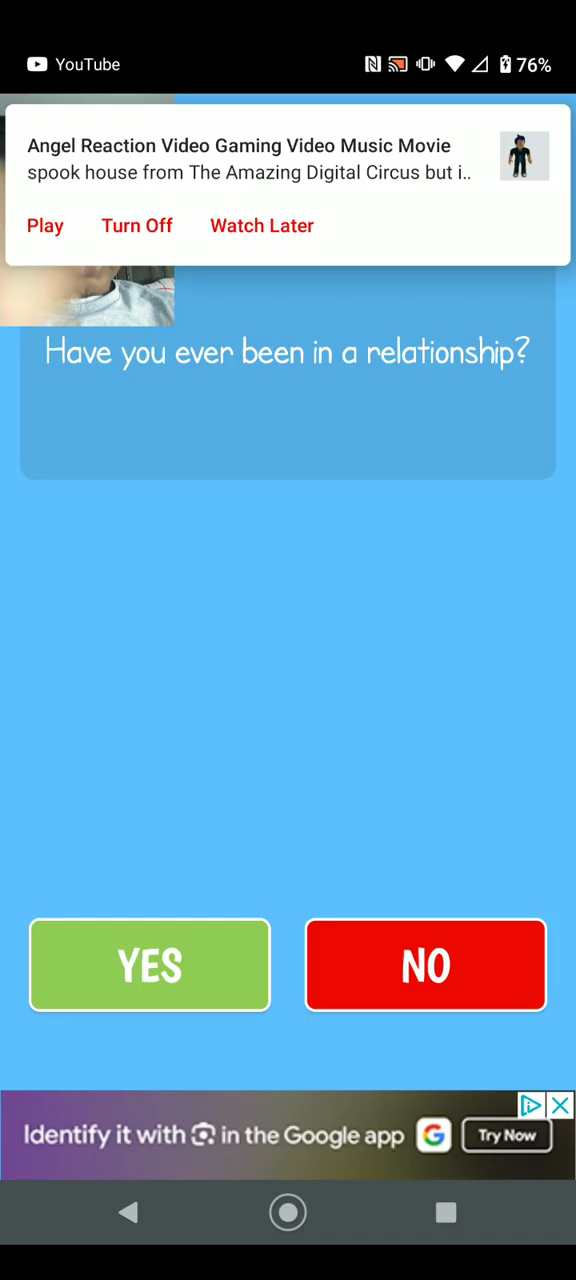 YouTube
76%
Angel Reaction Video Gaming Video Music Movie
spook house from The Amazing Digital Circus but i..
Play Turn Off Watch Later
Have you ever been in a relationship?
YES NO
Identify it with in the Google app G Try Now